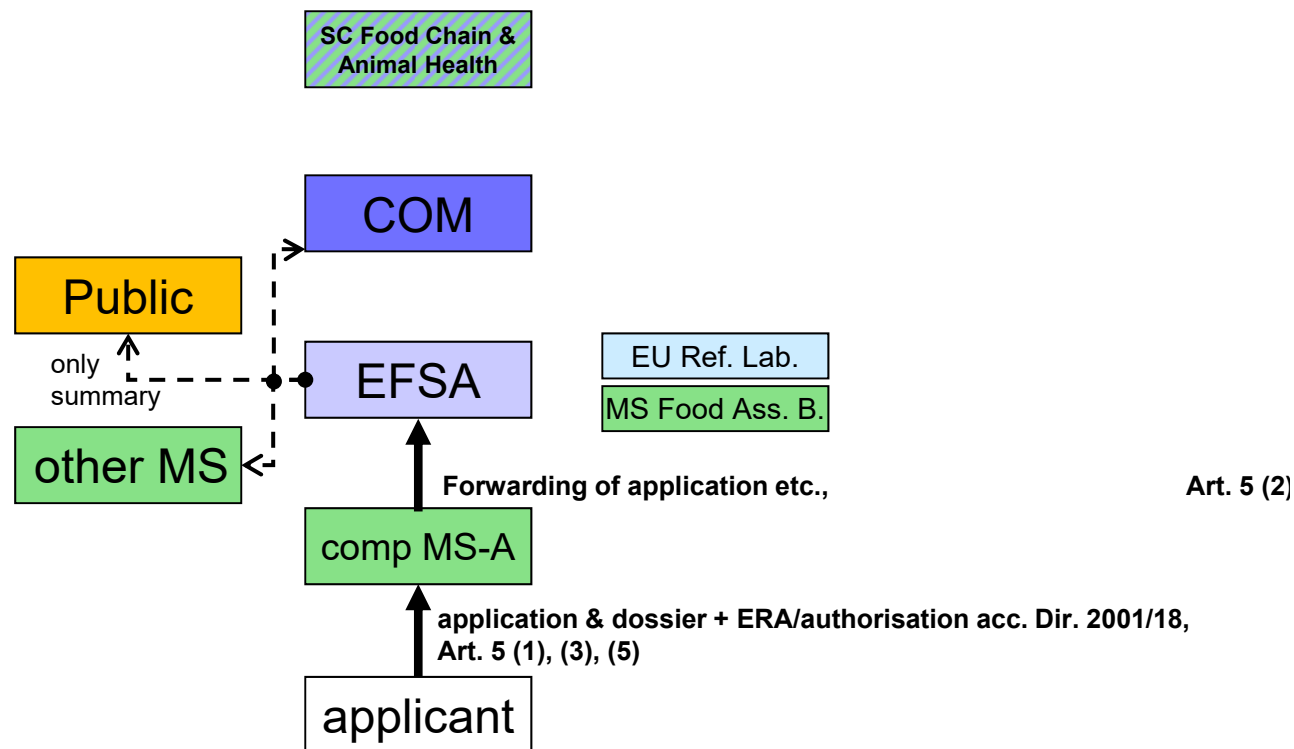 SC Food Chain &
Animal Health
COM
Public
only
summary
EFSA
EU Ref. Lab.
MS Food Ass. B.
other MS
Forwarding of application etc., Art. 5 (2)
comp MS-A
application & dossier + ERA/authorisation acc. Dir. 2001/18,
Art. 5 (1), (3), (5)
applicant